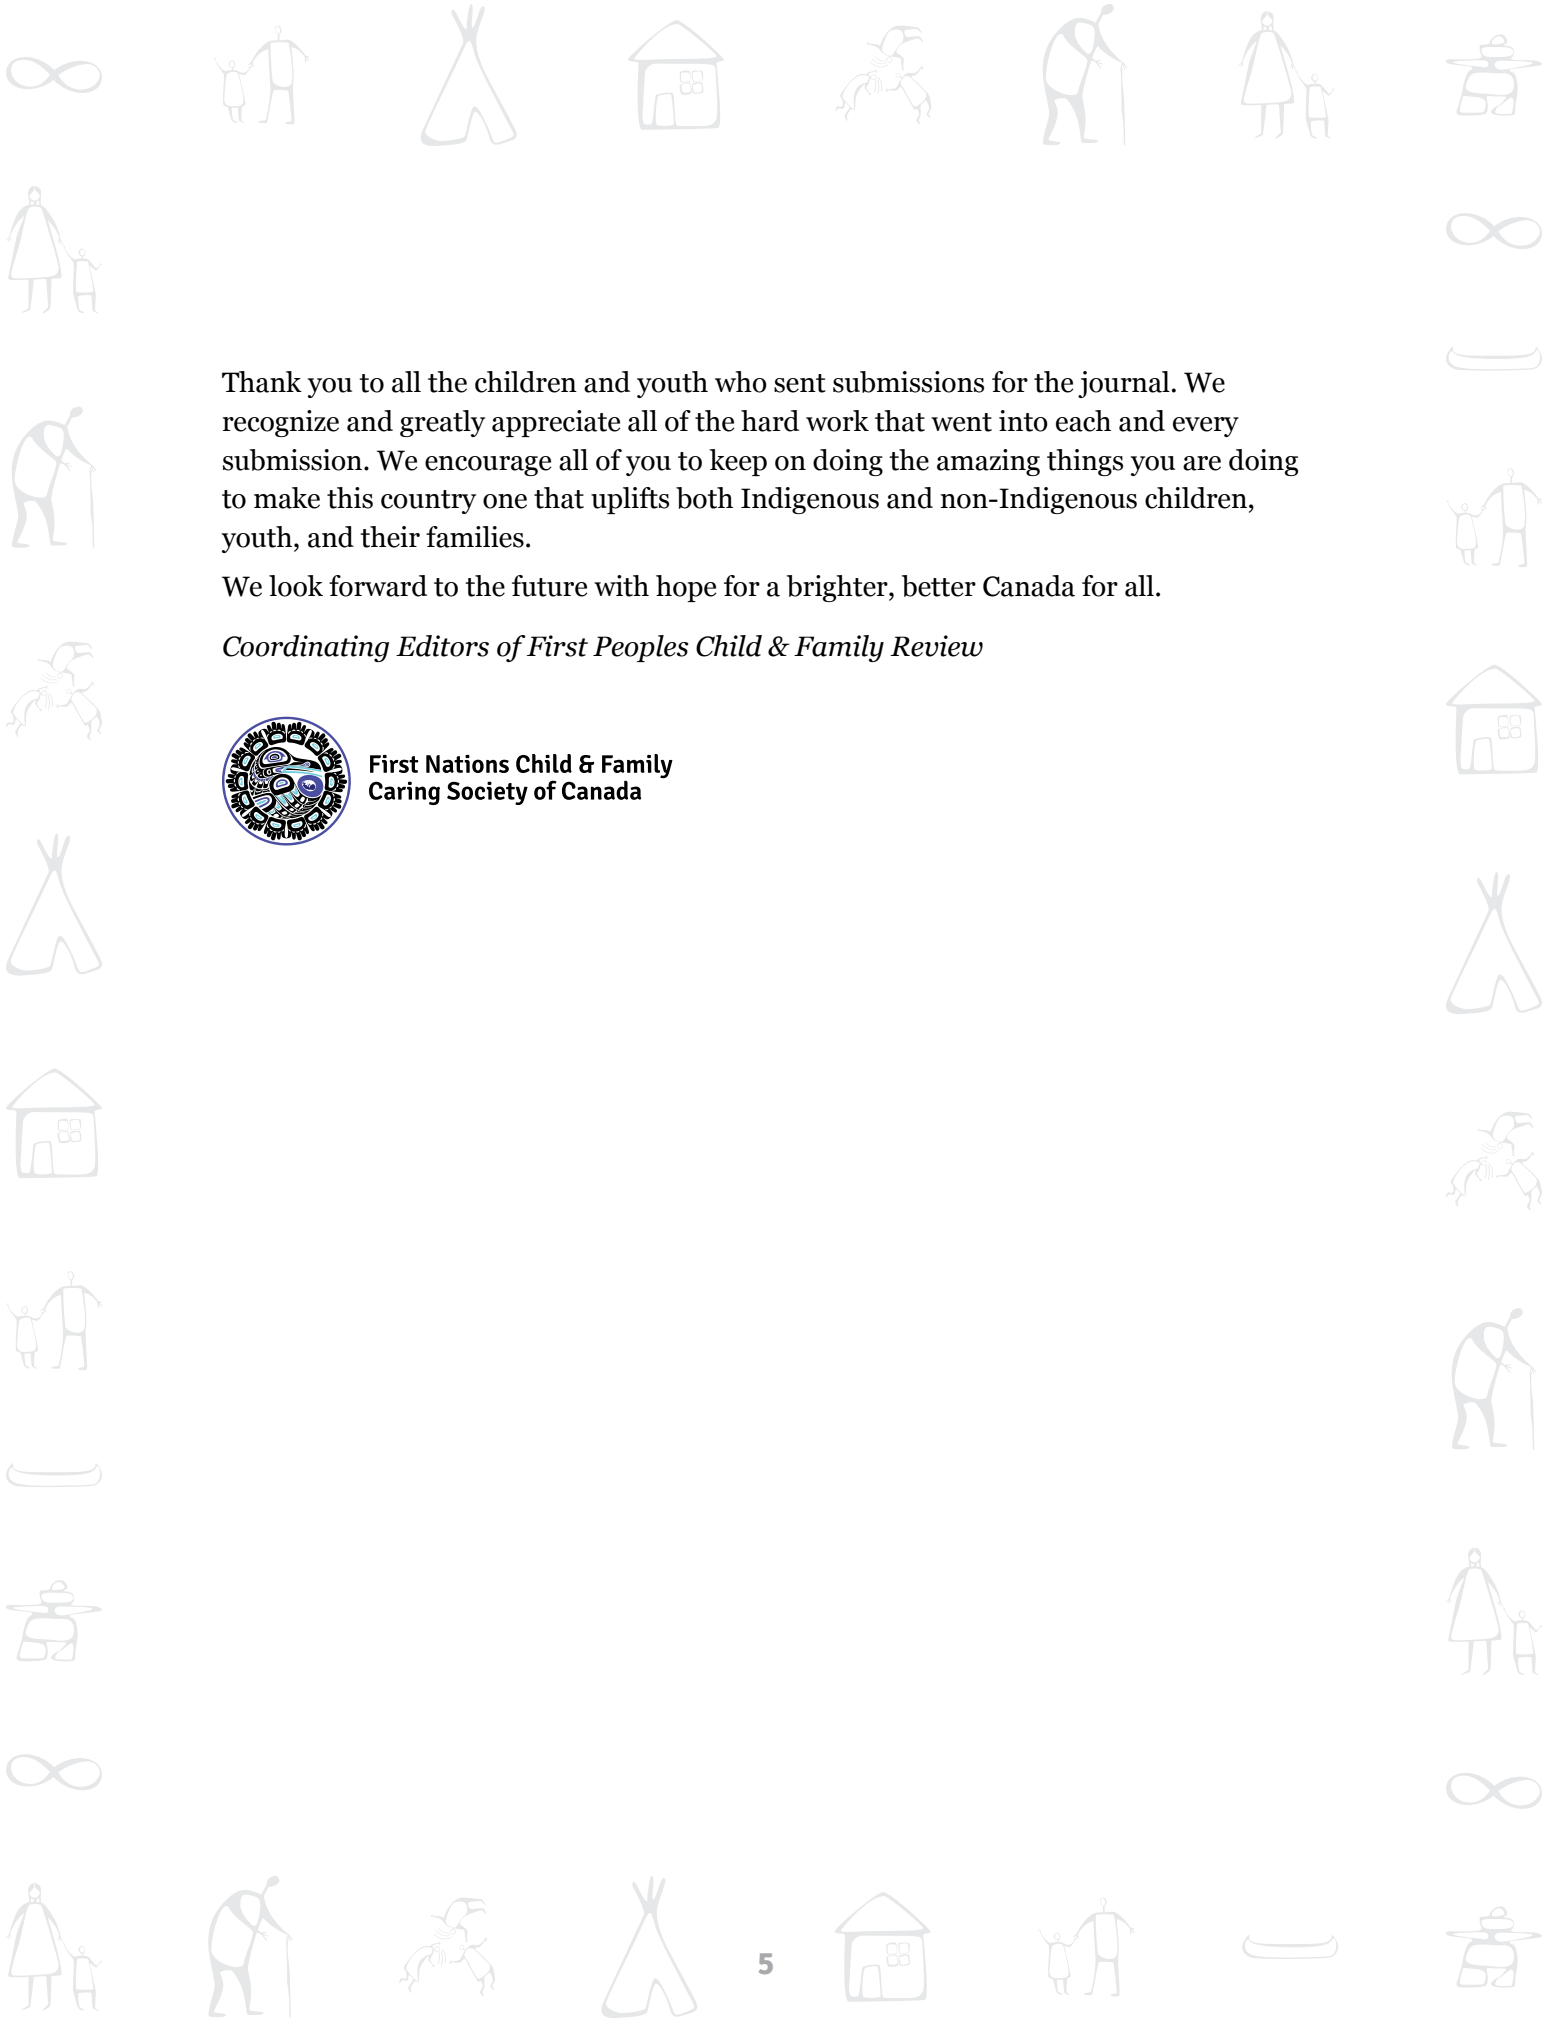 Thank you to all the children and youth who sent submissions for the journal. We
recognize and greatly appreciate all of the hard work that went into each and every
submission. We encourage all of you to keep on doing the amazing things you are doing
to make this country one that uplifts both Indigenous and non-Indigenous children,
youth, and their families.
We look forward to the future with hope for a brighter, better Canada for all.
Coordinating Editors of First Peoples Child & Family Review
First Nations Child & Family
Caring Society of Canada
5